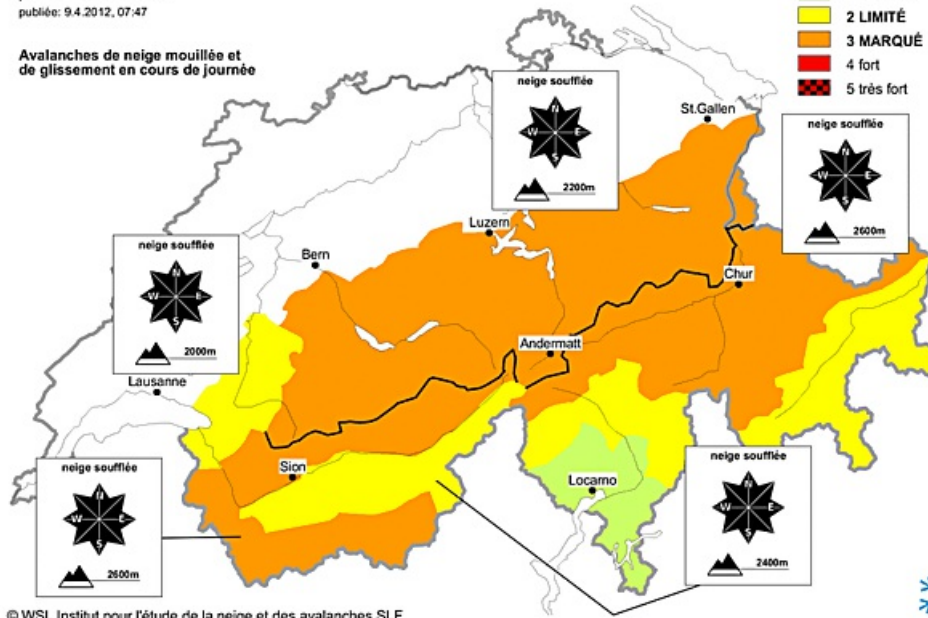 publiée: 9.4.2012, 07:47
Avalanches de neige mouillée et
de glissement en cours de journée
2 LIMITÉ
3 MARQUÉ
4 fort
5 très fort
neige soufflée
N
W E
S
2200m
St.Gallen
neige soufflée
N
W E
S
2600m
Luzern
neige soufflée
N
W E
S
2000m
Bern
Chur
Andermatt
Lausanne
neige soufflée
N
W E
S
2600m
Sion
Locarno
neige soufflée
N
W E
S
2400m
© WSL Institut pour l'étude de la neige et des avalanches SLF